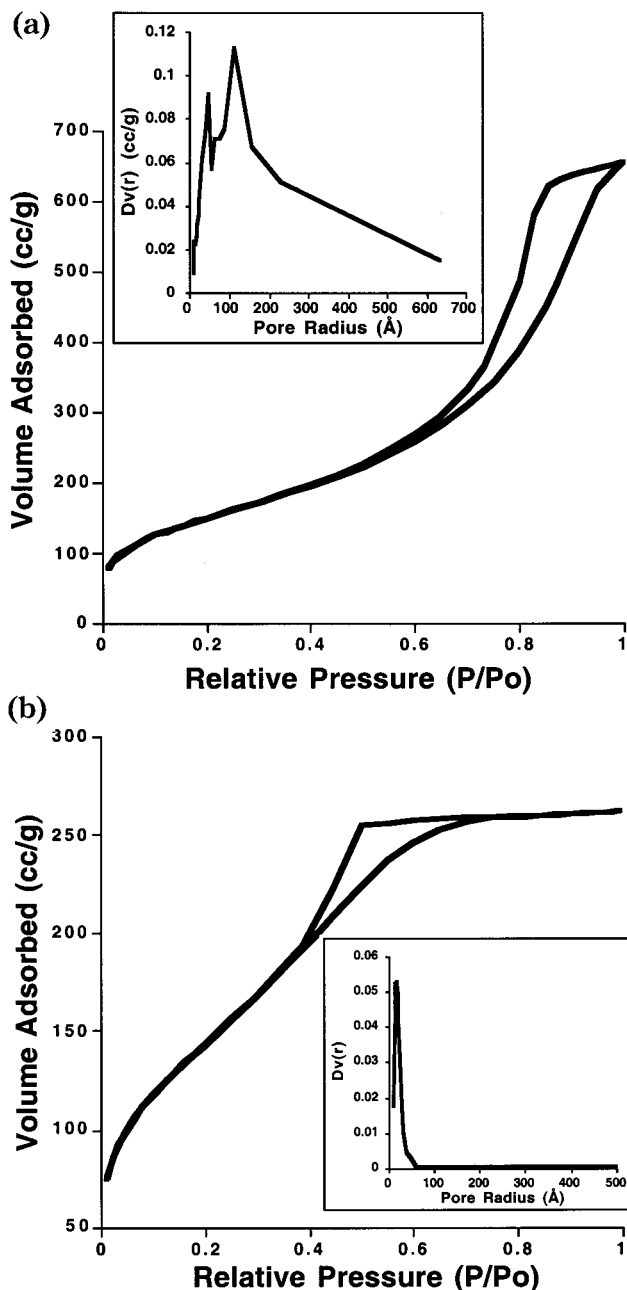 (a)
0.12
0.1
0.08
0.06
0.04
0.02
0
Dv(r) (cc/g)
0 100 200 300 400 500 600 700
Pore Radius (Å)
700
600
500
400
300
200
100
0
Volume Adsorbed (cc/g)
0 0.2 0.4 0.6 0.8 1
Relative Pressure (P/Po)
(b)
300
250
200
150
100
50
Volume Adsorbed (cc/g)
0.06
0.05
0.04
0.03
0.02
0.01
0
Dv(r)
0 100 200 300 400 500
Pore Radius (Å)
0 0.2 0.4 0.6 0.8 1
Relative Pressure (P/Po)